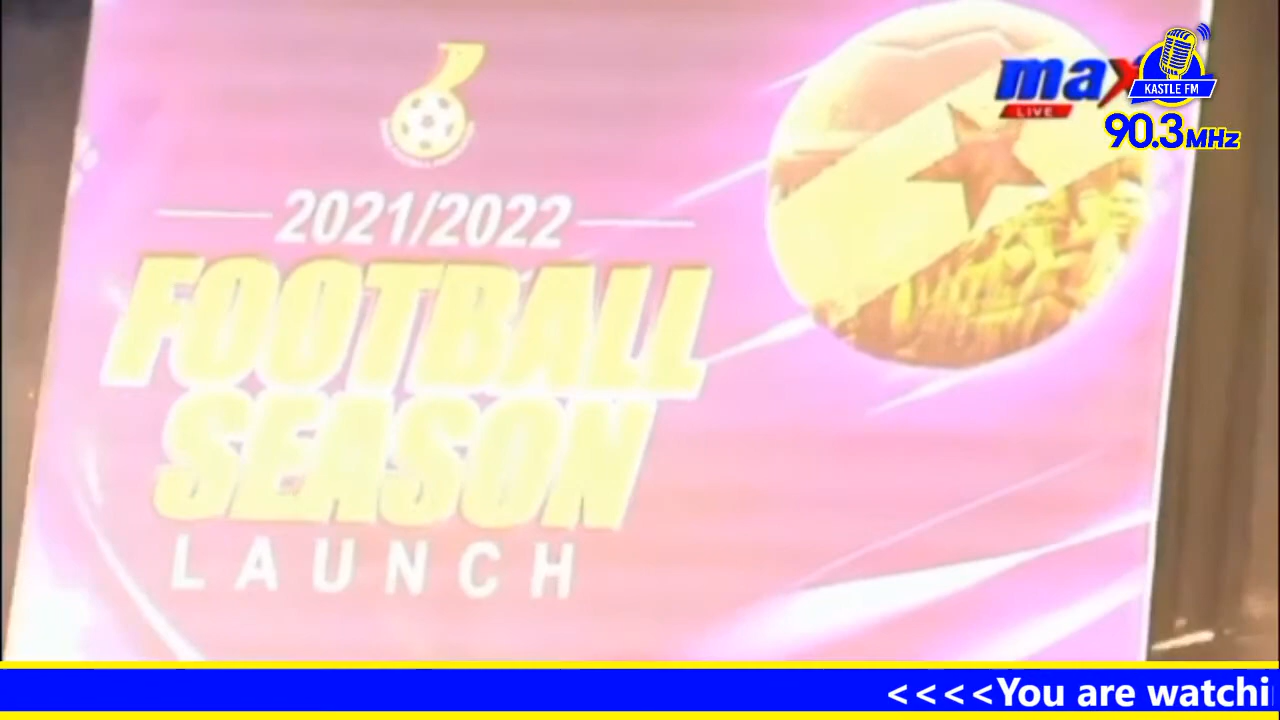 2021/2022
FOOTBALL
SEASON
LAUNCH
max
LIVE
KASTLE FM
90.3MHz
<<<<You are watchi